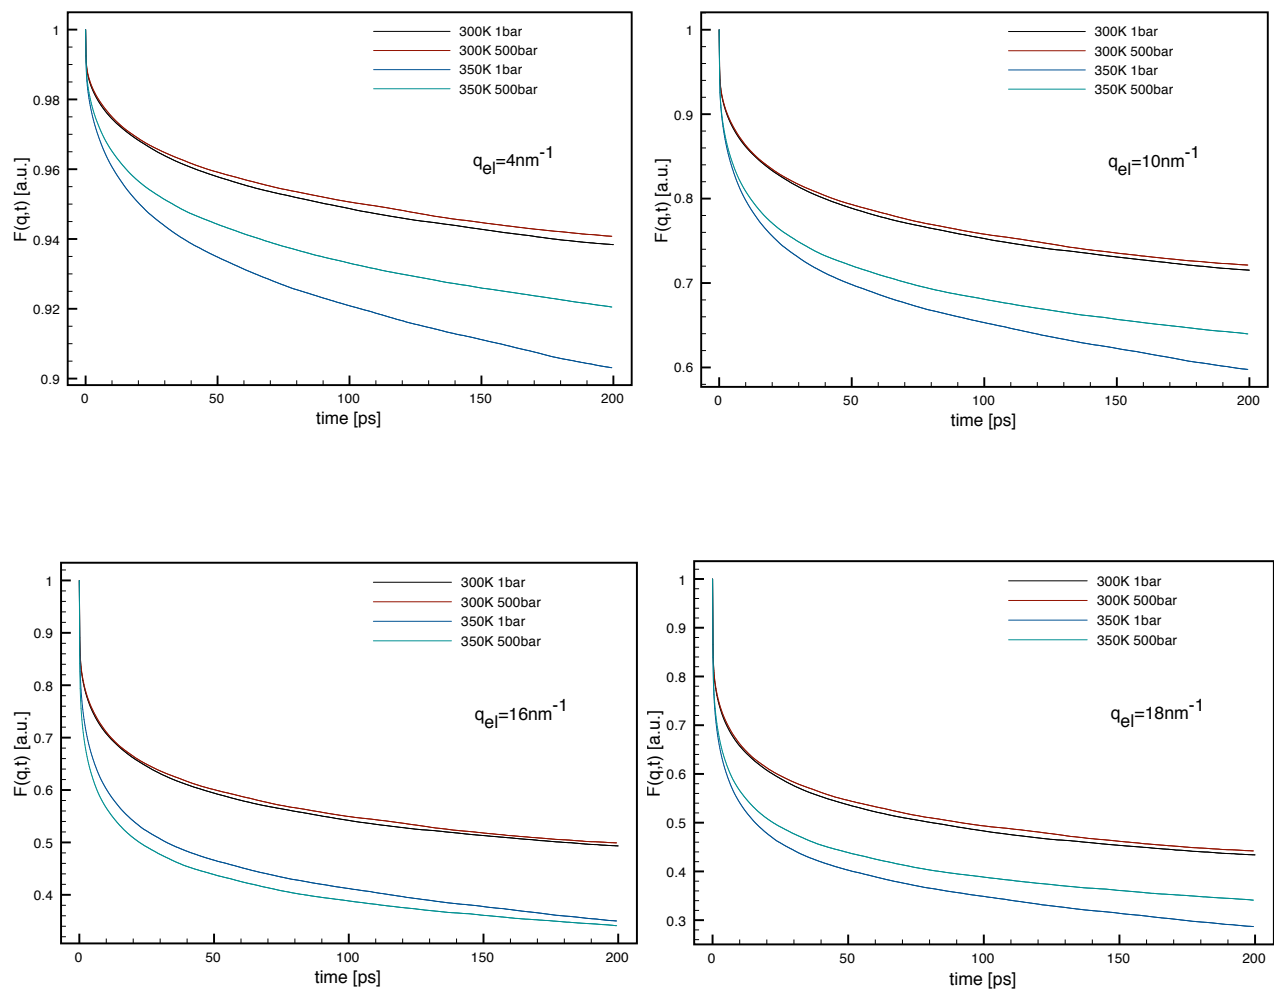 300K 1bar
300K 500bar
350K 1bar
350K 500bar
q_el=4nm^-1
F(q,t) [a.u.]
1
0.98
0.96
0.94
0.92
0.9
0 50 100 150 200
time [ps]
300K 1bar
300K 500bar
350K 1bar
350K 500bar
q_el=10nm^-1
F(q,t) [a.u.]
1
0.9
0.8
0.7
0.6
0 50 100 150 200
time [ps]
300K 1bar
300K 500bar
350K 1bar
350K 500bar
q_el=16nm^-1
F(q,t) [a.u.]
1
0.9
0.8
0.7
0.6
0.5
0.4
0 50 100 150 200
time [ps]
300K 1bar
300K 500bar
350K 1bar
350K 500bar
q_el=18nm^-1
F(q,t) [a.u.]
1
0.9
0.8
0.7
0.6
0.5
0.4
0.3
0 50 100 150 200
time [ps]